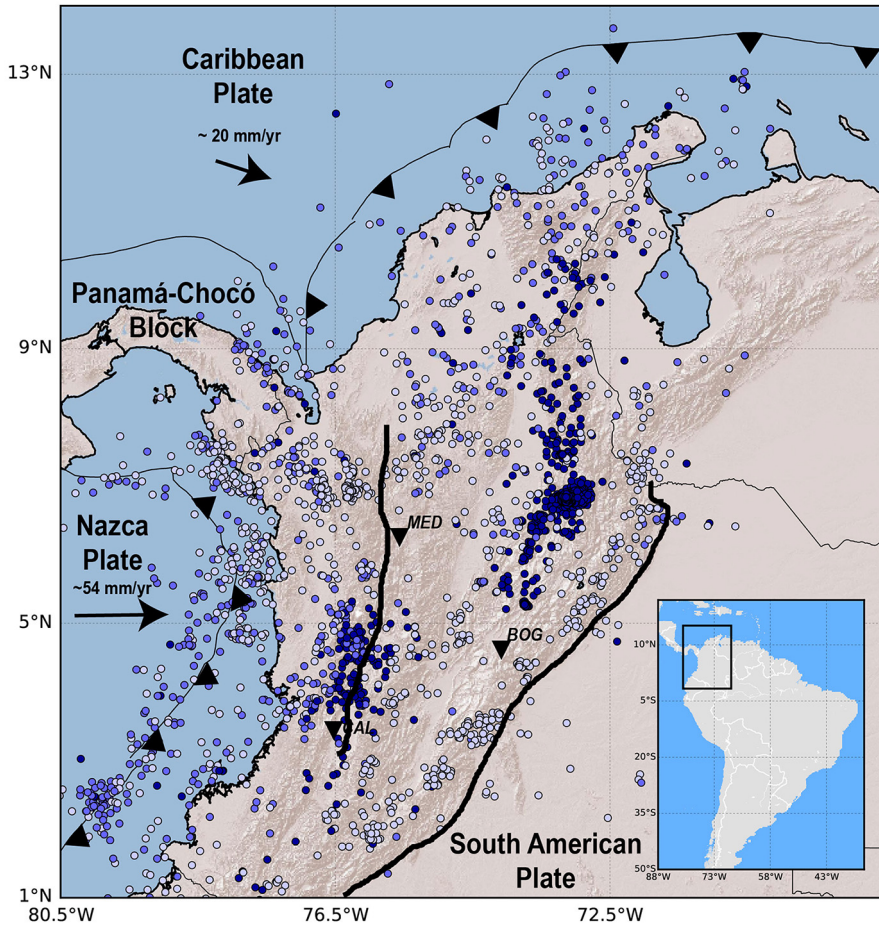 13°N
Caribbean
Plate
~ 20 mm/yr
Panamá-Chocó
Block
9°N
MED
Nazca
Plate
~54 mm/yr
5°N
BOG
CAL
10°N
5°S
20°S
35°S
50°S
88°W
73°W
58°W
43°W
South American
Plate
1°N
80.5°W
76.5°W
72.5°W